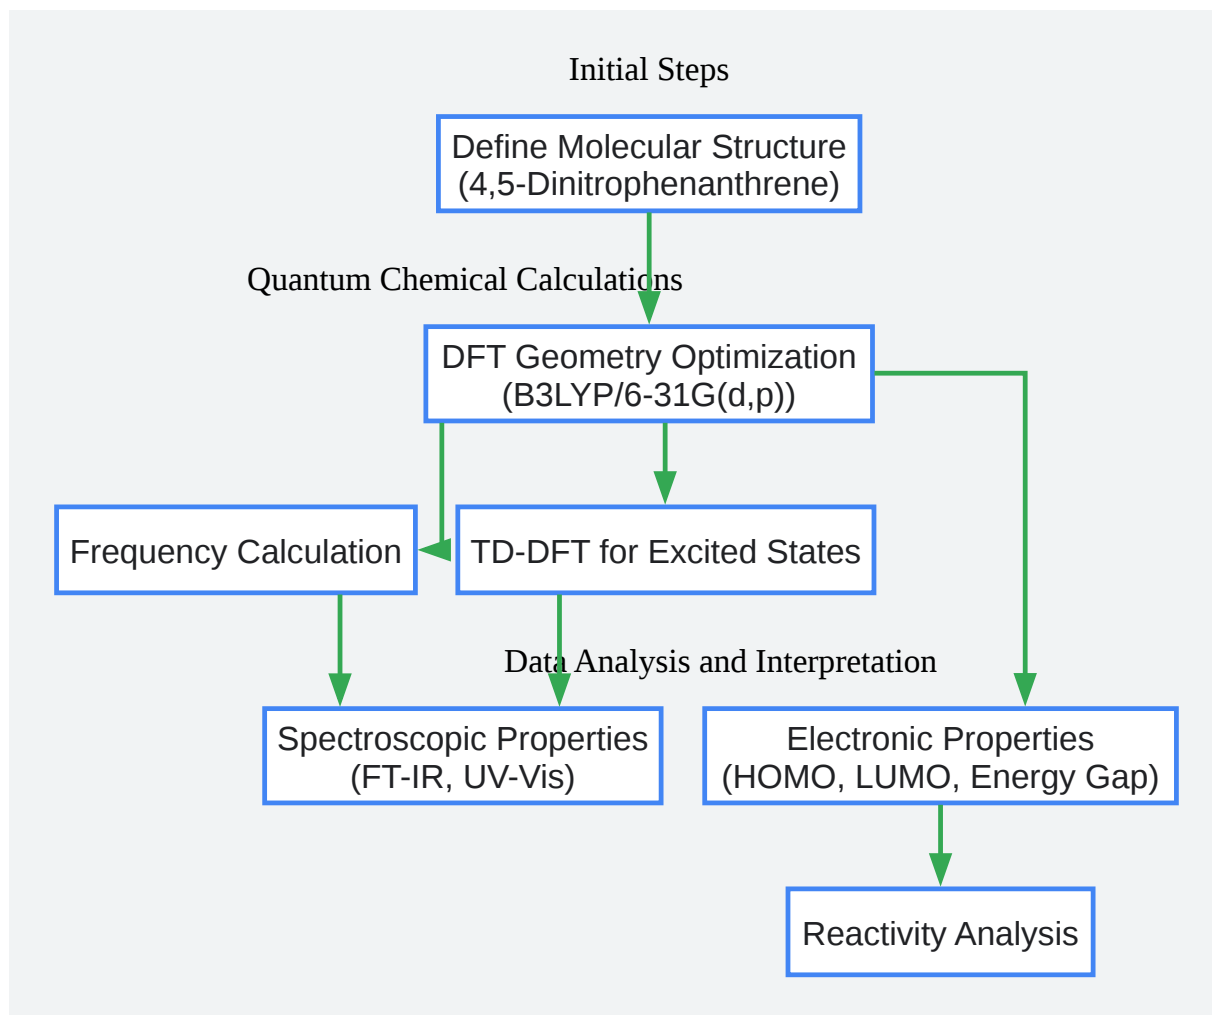 Initial Steps
Define Molecular Structure
(4,5-Dinitrophenanthrene)
Quantum Chemical Calculations
DFT Geometry Optimization
(B3LYP/6-31G(d,p))
Frequency Calculation
TD-DFT for Excited States
Data Analysis and Interpretation
Spectroscopic Properties
(FT-IR, UV-Vis)
Electronic Properties
(HOMO, LUMO, Energy Gap)
Reactivity Analysis